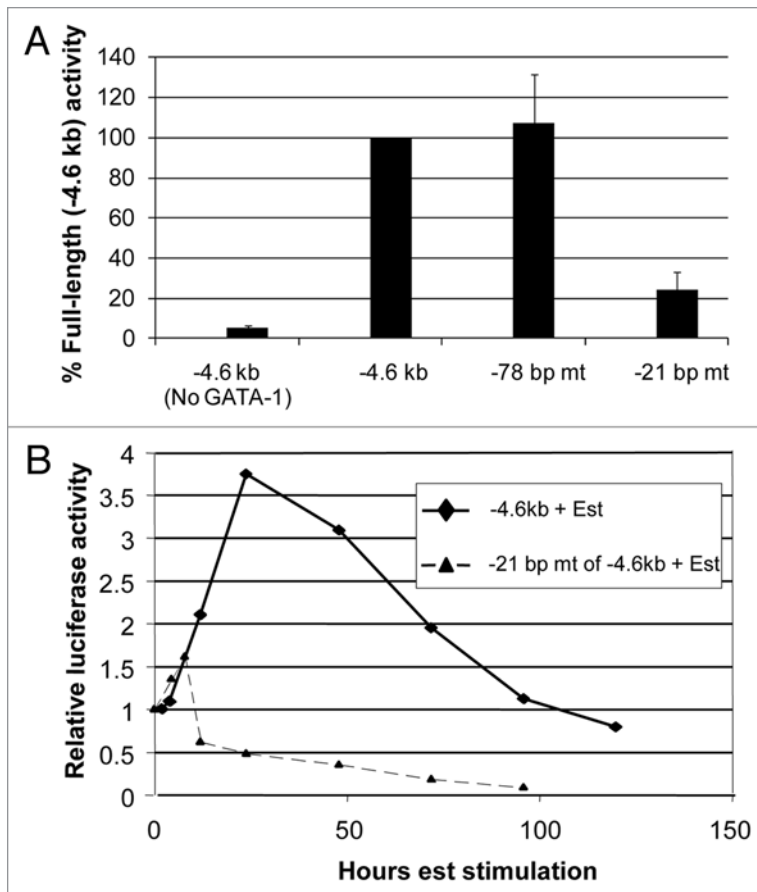 A
% Full-length (-4.6 kb) activity
140
120
100
80
60
40
20
0
-4.6 kb
(No GATA-1)
-4.6 kb
-78 bp mt
-21 bp mt
B
Relative luciferase activity
4
3.5
3
2.5
2
1.5
1
0.5
0
-4.6kb + Est
-21 bp mt of -4.6kb + Est
0
50
100
150
Hours est stimulation